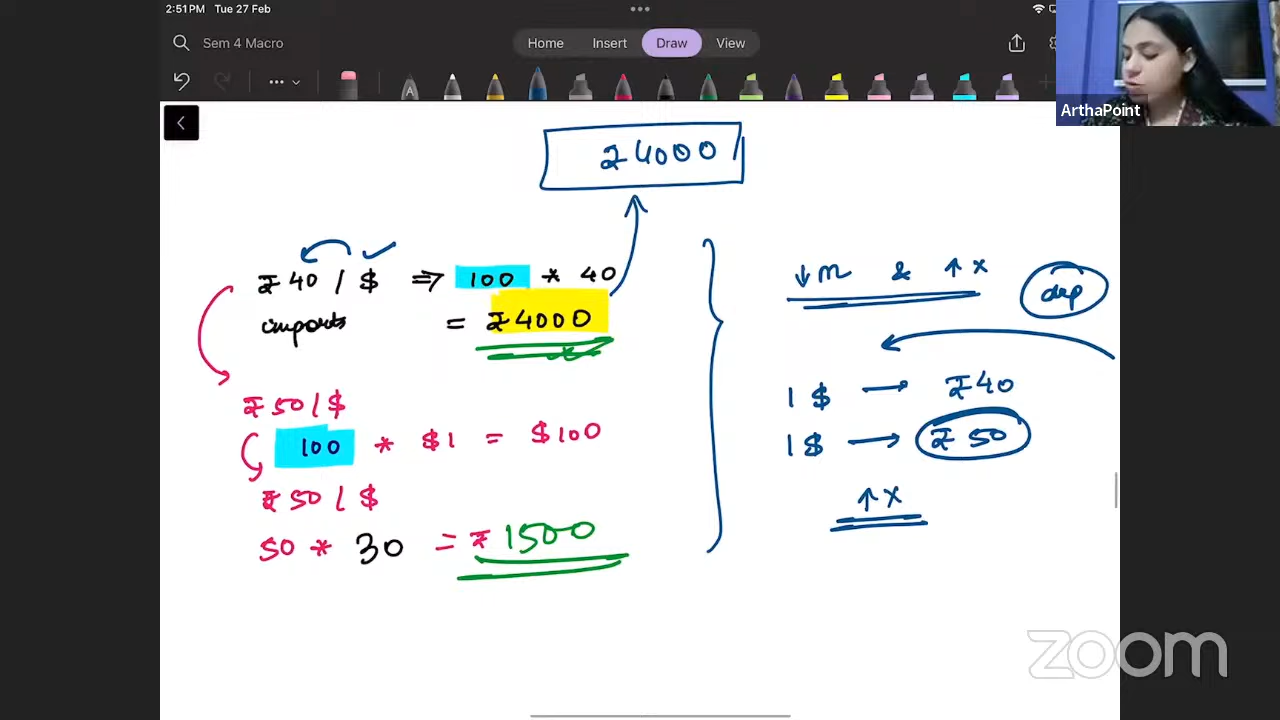 2:51 PM Tue 27 Feb
Sem 4 Macro
Home Insert Draw View
A
ArthaPoint
₹4000
₹40 / $ ⇒ 100 * 40
imports = ₹4000
₹50 / $
100 * $1 = $100
₹50 / $
50 * 30 = ₹1500
↓m & ↑X dep
1 $ → ₹40
1 $ → ₹50
↑X
zoom